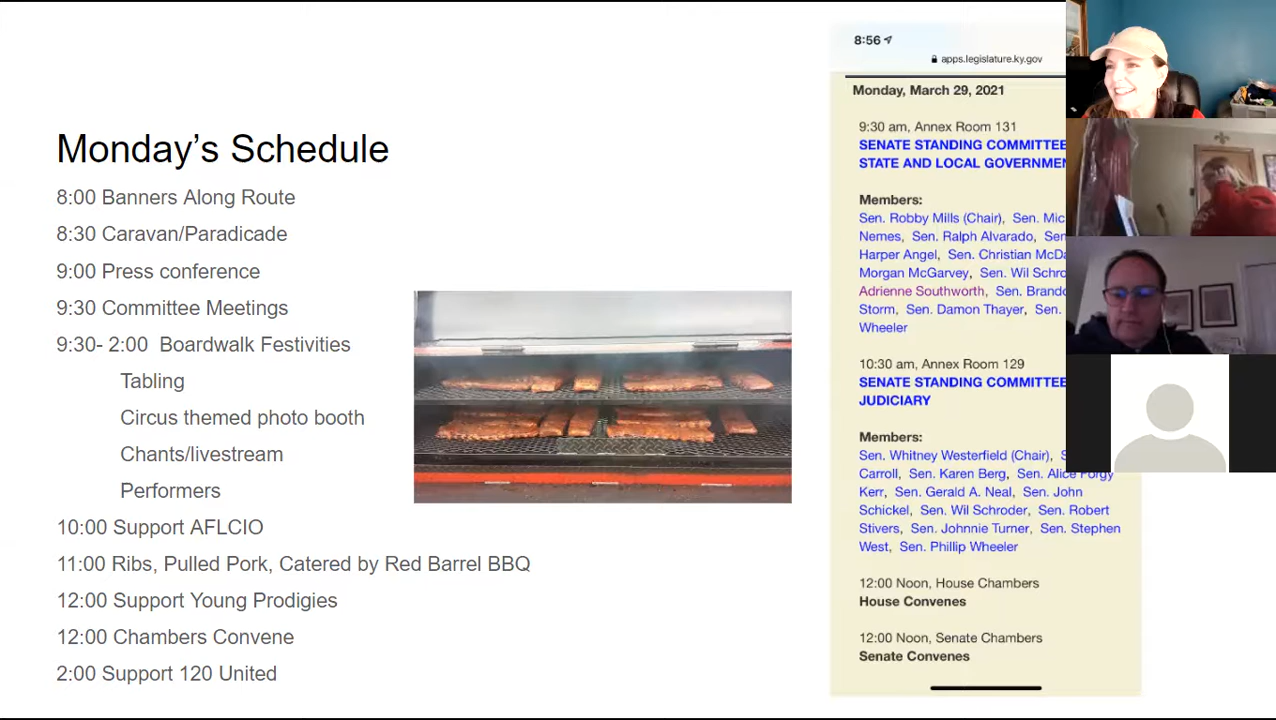 Monday's Schedule
8:00 Banners Along Route
8:30 Caravan/Paradicade
9:00 Press conference
9:30 Committee Meetings
9:30- 2:00 Boardwalk Festivities
Tabling
Circus themed photo booth
Chants/livestream
Performers
10:00 Support AFLCIO
11:00 Ribs, Pulled Pork, Catered by Red Barrel BBQ
12:00 Support Young Prodigies
12:00 Chambers Convene
2:00 Support 120 United
8:56
apps.legislature.ky.gov
Monday, March 29, 2021
9:30 am, Annex Room 131
SENATE STANDING COMMITTEE
STATE AND LOCAL GOVERNMEN
Members:
Sen. Robby Mills (Chair), Sen. Mic
Nemes, Sen. Ralph Alvarado, Sen
Harper Angel, Sen. Christian McDa
Morgan McGarvey, Sen. Wil Schro
Adrienne Southworth, Sen. Brando
Storm, Sen. Damon Thayer, Sen.
Wheeler
10:30 am, Annex Room 129
SENATE STANDING COMMITTEE
JUDICIARY
Members:
Sen. Whitney Westerfield (Chair),
Carroll, Sen. Karen Berg, Sen. Alice Forgy
Kerr, Sen. Gerald A. Neal, Sen. John
Schickel, Sen. Wil Schroder, Sen. Robert
Stivers, Sen. Johnnie Turner, Sen. Stephen
West, Sen. Phillip Wheeler
12:00 Noon, House Chambers
House Convenes
12:00 Noon, Senate Chambers
Senate Convenes